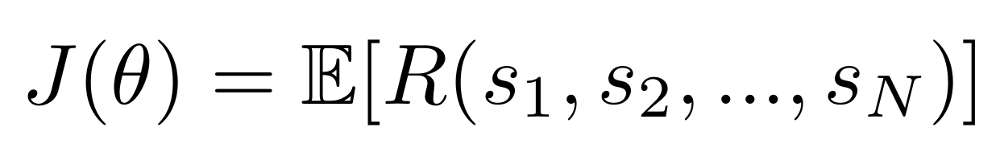 J(θ) = 𝔼[R(s₁, s₂, ..., s_N)]